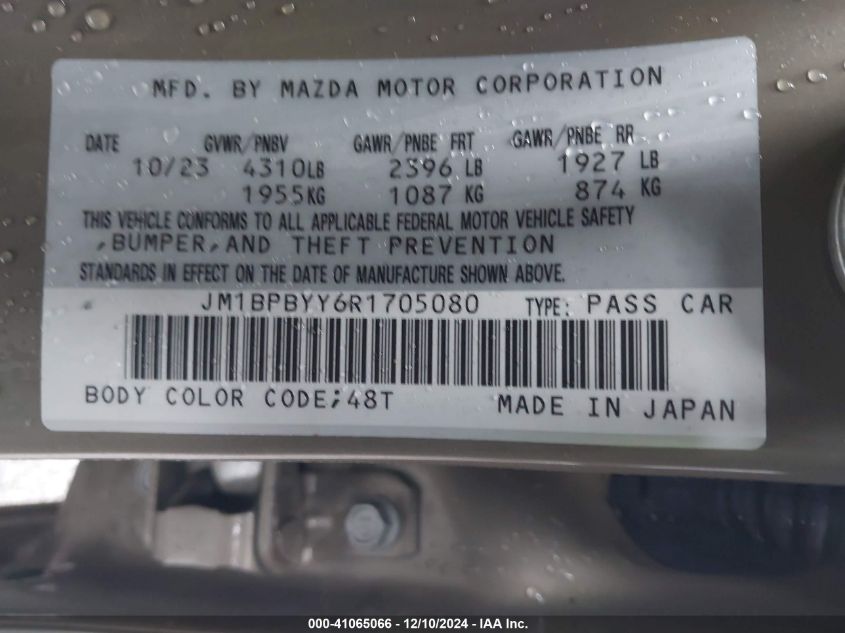 MFD. BY MAZDA MOTOR CORPORATION
DATE GVWR/PNBV GAWR/PNBE FRT GAWR/PNBE RR
10/23 4310LB 2396 LB 1927 LB
1955KG 1087 KG 874 KG
THIS VEHICLE CONFORMS TO ALL APPLICABLE FEDERAL MOTOR VEHICLE SAFETY
,BUMPER,AND THEFT PREVENTION
STANDARDS IN EFFECT ON THE DATE OF MANUFACTURE SHOWN ABOVE.
JM1BPBYY6R1705080 TYPE: PASS CAR
BODY COLOR CODE;48T MADE IN JAPAN
000-41065066 - 12/10/2024 - IAA Inc.